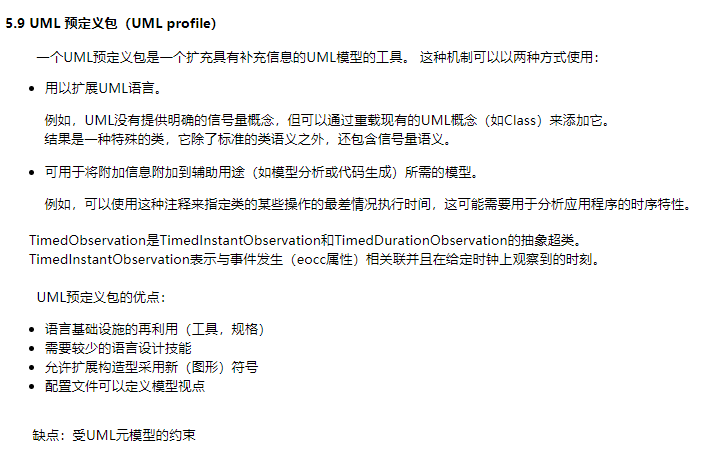 5.9 UML 预定义包（UML profile）
一个UML预定义包是一个扩充具有补充信息的UML模型的工具。 这种机制可以以两种方式使用：
• 用以扩展UML语言。
例如，UML没有提供明确的信号量概念，但可以通过重载现有的UML概念（如Class）来添加它。
结果是一种特殊的类，它除了标准的类语义之外，还包含信号量语义。
• 可用于将附加信息附加到辅助用途（如模型分析或代码生成）所需的模型。
例如，可以使用这种注释来指定类的某些操作的最差情况执行时间，这可能需要用于分析应用程序的时序特性。
TimedObservation是TimedInstantObservation和TimedDurationObservation的抽象超类。
TimedInstantObservation表示与事件发生（eocc属性）相关联并且在给定时钟上观察到的时刻。
UML预定义包的优点：
• 语言基础设施的再利用（工具，规格）
• 需要较少的语言设计技能
• 允许扩展构造型采用新（图形）符号
• 配置文件可以定义模型视点
缺点：受UML元模型的约束